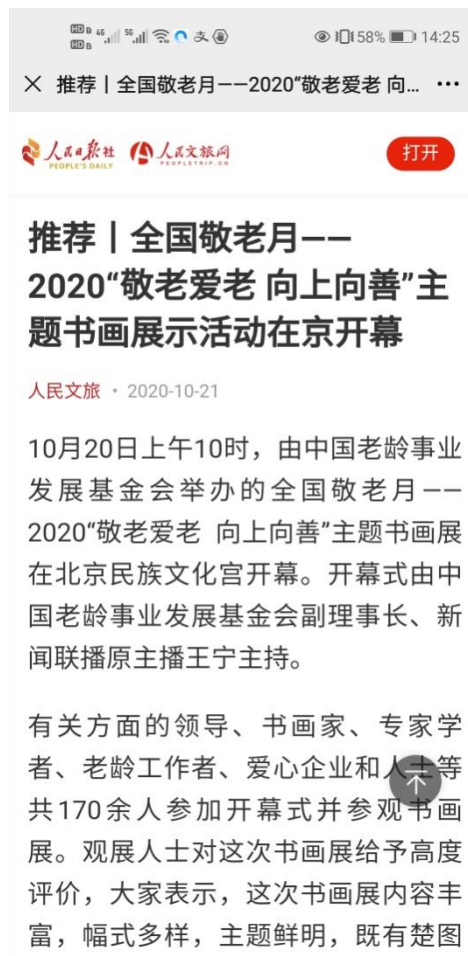 HD B 4G 5G 支 58% 14:25
HD B
× 推荐丨全国敬老月——2020“敬老爱老 向... •••
人民日报社 人民文旅网 打开
PEOPLE'S DAILY PEOPLETRIP.CN
推荐丨全国敬老月——
2020“敬老爱老 向上向善”主
题书画展示活动在京开幕
人民文旅 • 2020-10-21
10月20日上午10时，由中国老龄事业
发展基金会举办的全国敬老月——
2020“敬老爱老 向上向善”主题书画展
在北京民族文化宫开幕。开幕式由中
国老龄事业发展基金会副理事长、新
闻联播原主播王宁主持。
有关方面的领导、书画家、专家学
者、老龄工作者、爱心企业和人士等
共170余人参加开幕式并参观书画
展。观展人士对这次书画展给予高度
评价，大家表示，这次书画展内容丰
富，幅式多样，主题鲜明，既有楚图